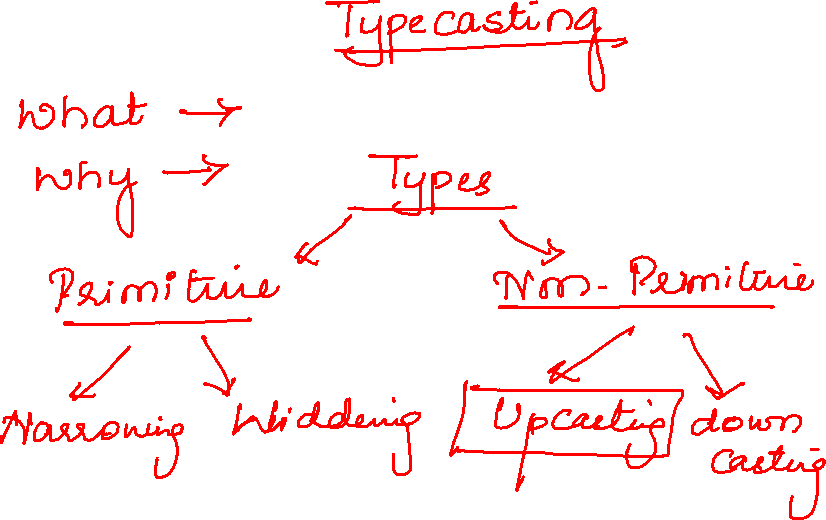 Typecasting
What →
Why →
Types
Primitive
Non-Primitive
Narrowing
Widdening
Upcasting
down
casting